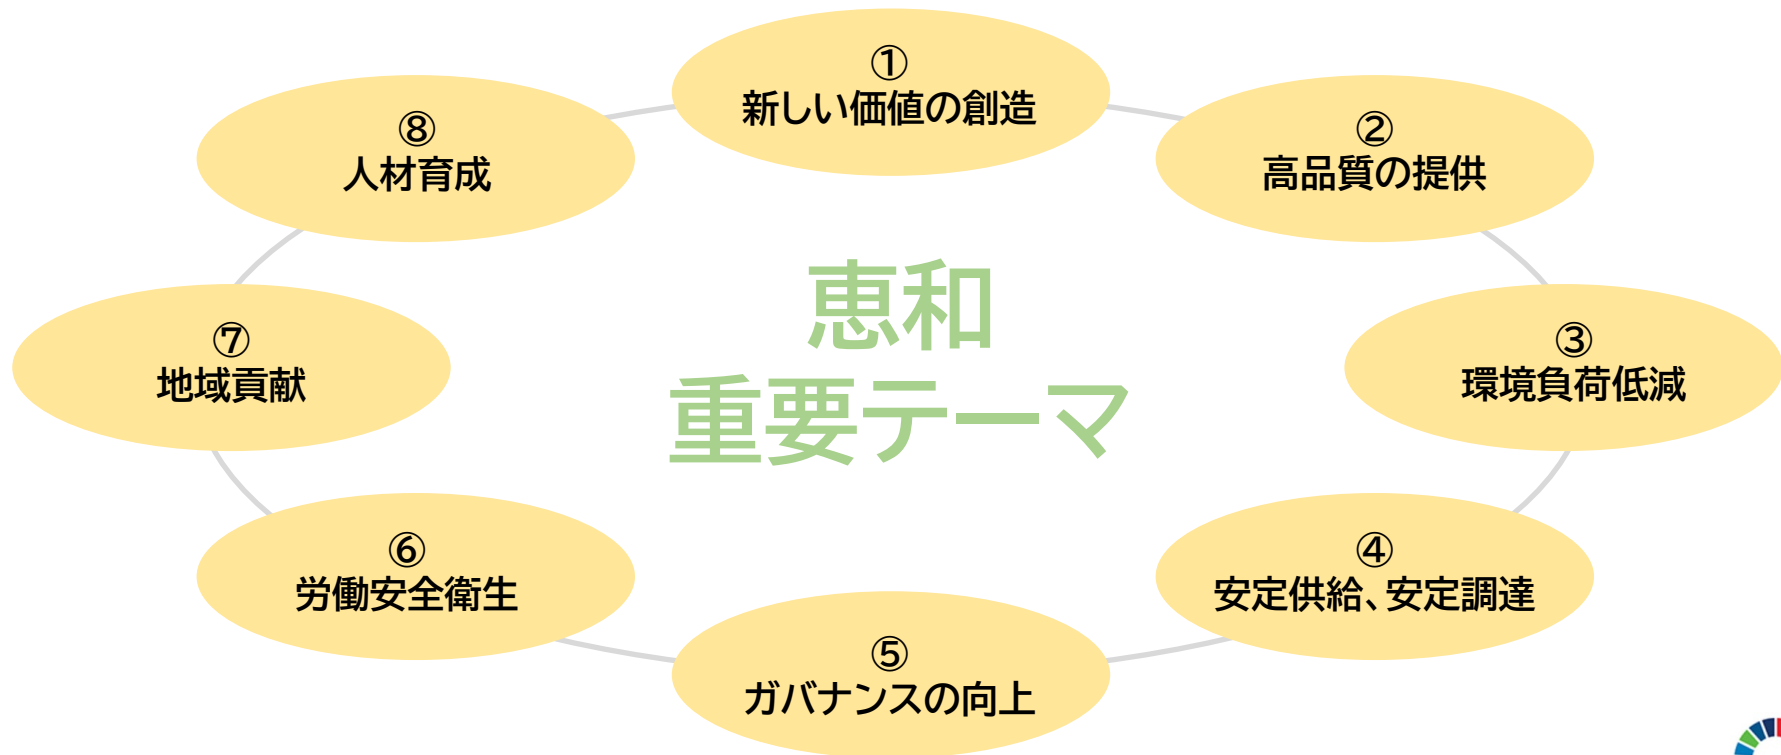 ①
新しい価値の創造
②
高品質の提供
③
環境負荷低減
④
安定供給、安定調達
⑤
ガバナンスの向上
⑥
労働安全衛生
⑦
地域貢献
⑧
人材育成
恵和
重要テーマ